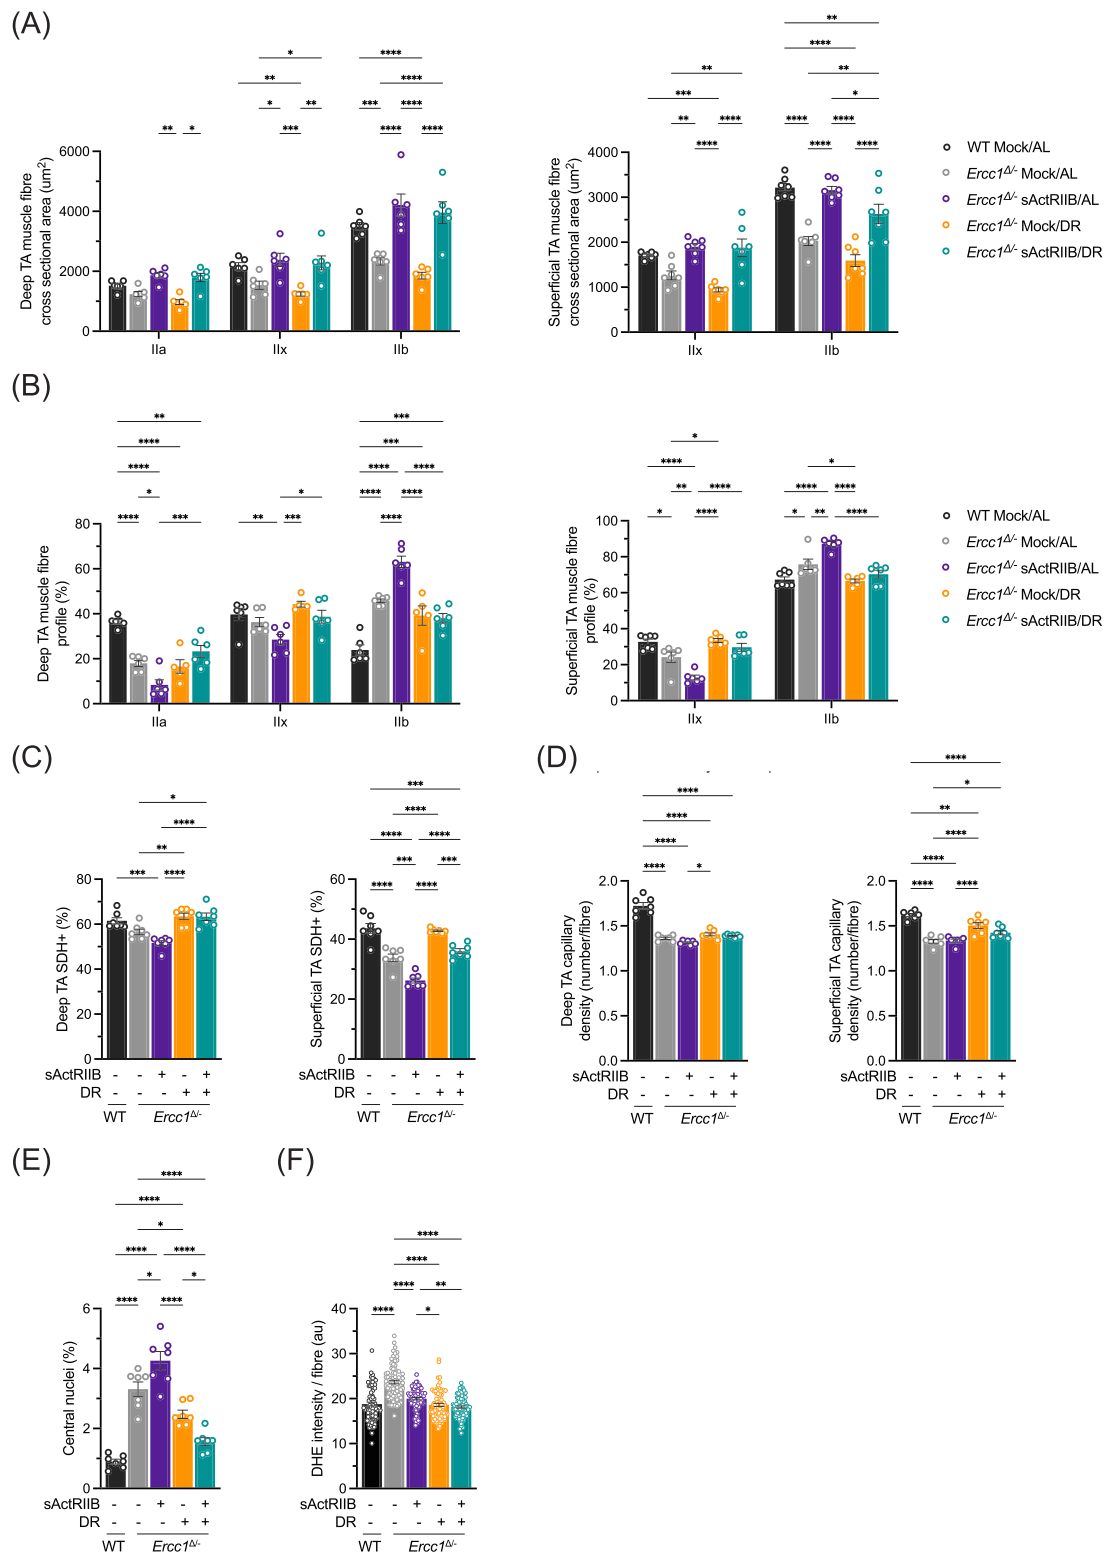 (A)
**
****
*
**
****
**
**
****
**
***
*
*
***
****
**
****
****
****
**
*
***
****
****
****
****
****
6000
4000
2000
0
Deep TA muscle fibre
cross sectional area (um²)
IIa
IIx
IIb
4000
3000
2000
1000
0
Superficial TA muscle fibre
cross sectional area (um²)
IIx
IIb
WT Mock/AL
Ercc1Δ/- Mock/AL
Ercc1Δ/- sActRIIB/AL
Ercc1Δ/- Mock/DR
Ercc1Δ/- sActRIIB/DR
(B)
**
***
****
***
*
****
****
****
****
*
*
****
**
****
****
****
***
**
***
****
*
****
*
**
****
80
60
40
20
0
Deep TA muscle fibre
profile (%)
IIa
IIx
IIb
100
80
60
40
20
0
Superficial TA muscle fibre
profile (%)
IIx
IIb
WT Mock/AL
Ercc1Δ/- Mock/AL
Ercc1Δ/- sActRIIB/AL
Ercc1Δ/- Mock/DR
Ercc1Δ/- sActRIIB/DR
(C)
*
****
**
***
****
80
60
40
20
0
Deep TA SDH+ (%)
***
****
****
****
***
***
****
****
60
40
20
0
Superficial TA SDH+ (%)
sActRIIB
- - + - +
- - + - +
DR
- - - + +
- - - + +
WT
Ercc1Δ/-
WT
Ercc1Δ/-
(D)
****
****
****
****
*
2.0
1.5
1.0
0.5
0.0
Deep TA capillary
density (number/fibre)
****
*
**
****
****
****
****
2.0
1.5
1.0
0.5
0.0
Superficial TA capillary
density (number/fibre)
sActRIIB
- - + - +
DR
- - - + +
WT
Ercc1Δ/-
sActRIIB
- - + - +
DR
- - - + +
WT
Ercc1Δ/-
(E)
****
****
*
****
****
*
*
****
****
6
4
2
0
Central nuclei (%)
sActRIIB
- - + - +
DR
- - - + +
WT
Ercc1Δ/-
(F)
****
****
****
**
****
*
40
30
20
10
0
DHE intensity / fibre (au)
- - + - +
- - - + +
sActRIIB
DR
WT
Ercc1Δ/-